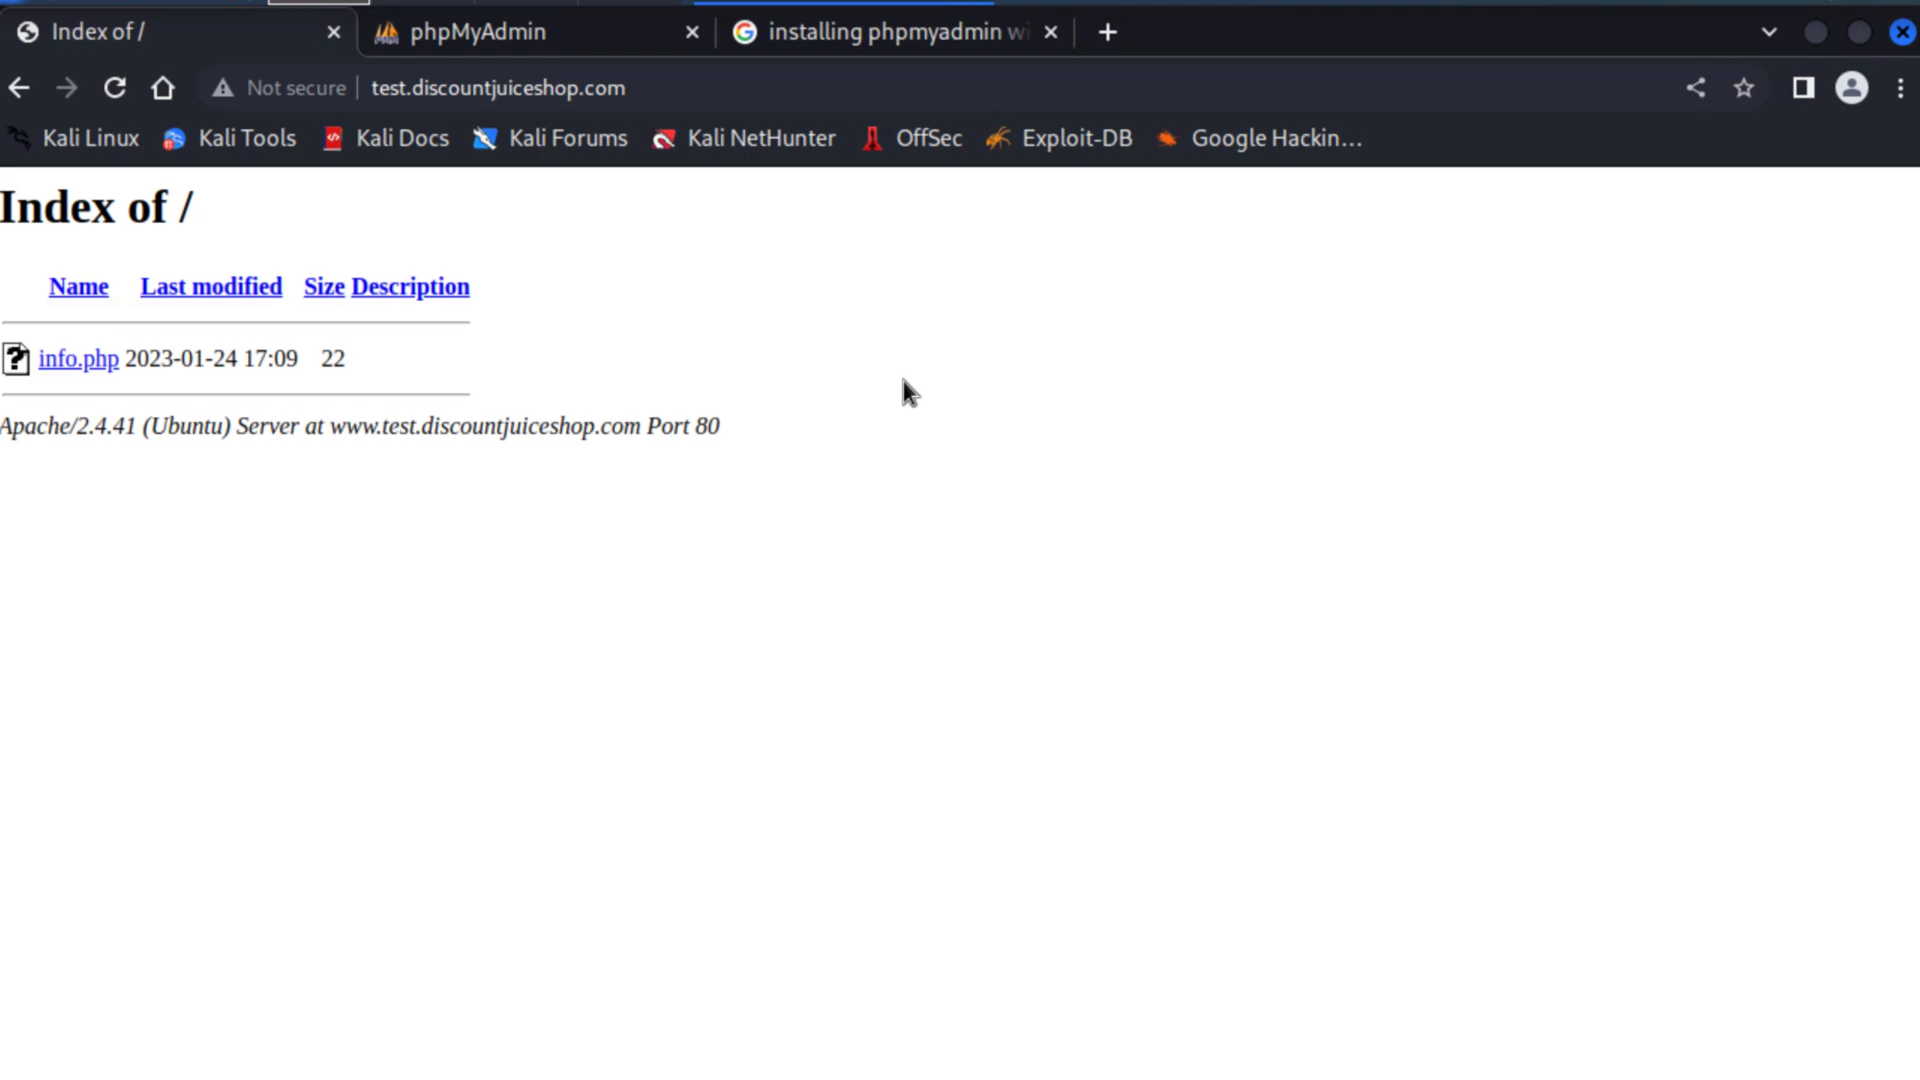 Index of /
phpMyAdmin
installing phpmyadmin wi
Not secure
test.discountjuiceshop.com
Kali Linux
Kali Tools
Kali Docs
Kali Forums
Kali NetHunter
OffSec
Exploit-DB
Google Hackin…
Index of /
Name Last modified Size Description
info.php 2023-01-24 17:09 22
Apache/2.4.41 (Ubuntu) Server at www.test.discountjuiceshop.com Port 80